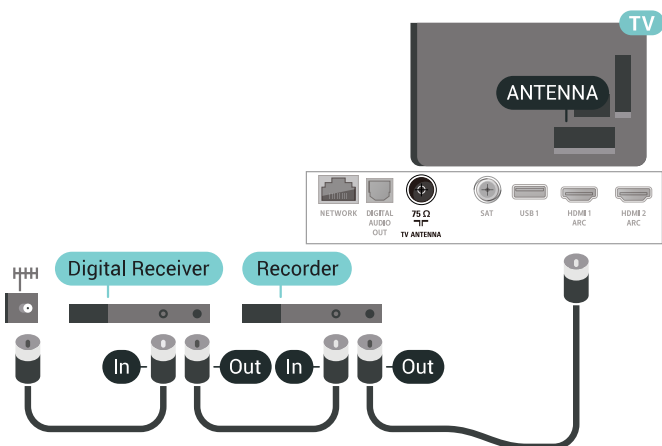 TV
ANTENNA
NETWORK
DIGITAL
AUDIO
OUT
75 Ω
TV ANTENNA
SAT
USB 1
HDMI 1
ARC
HDMI 2
ARC
Digital Receiver
Recorder
In
Out
In
Out